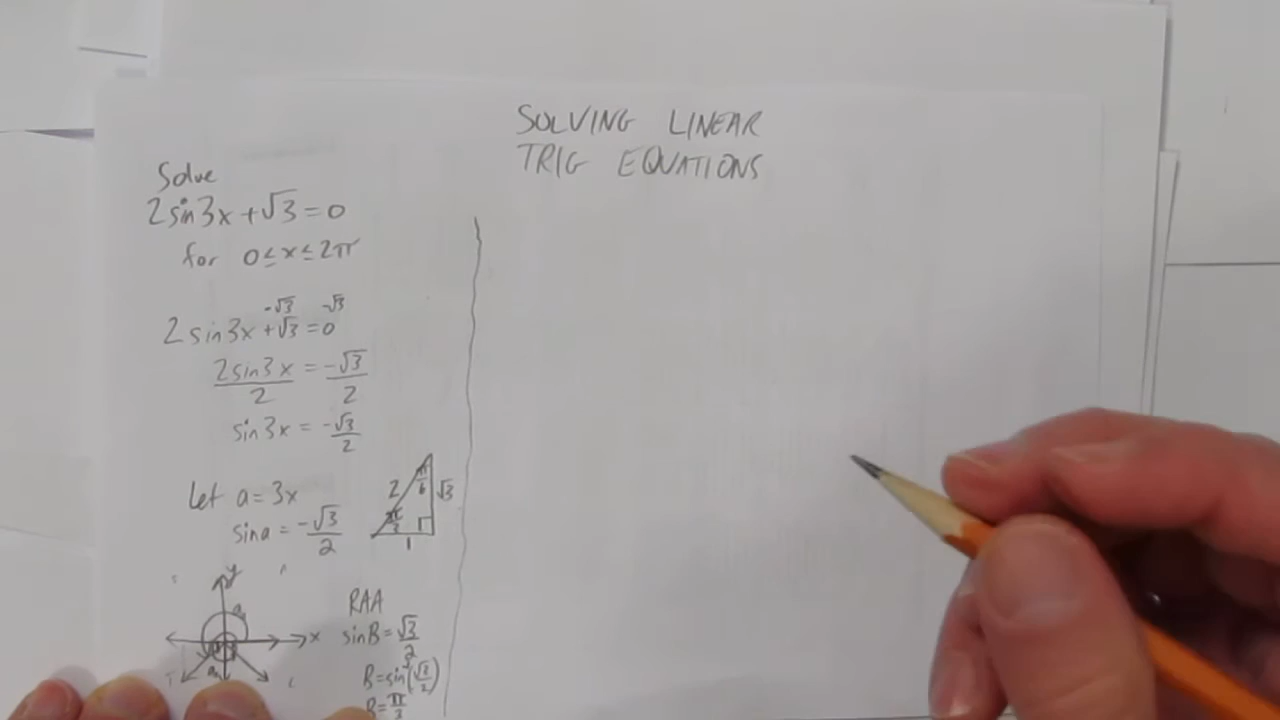 SOLVING LINEAR
TRIG EQUATIONS
Solve
2sin3x+√3=0
for 0≤x≤2π
-√3 -√3
2sin3x+√3=0
2sin3x/2 = -√3/2
sin3x = -√3/2
Let a=3x
sina = -√3/2
2 π/6 √3
π/3
1
y
a
x
RAA
sinB=√3/2
B=sin⁻¹(√3/2)
B=π/3